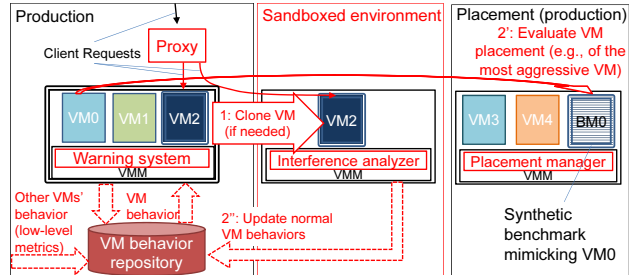 Production
Sandboxed environment
Placement (production)
Client Requests
Proxy
2': Evaluate VM
placement (e.g., of the
most aggressive VM)
VM0
VM1
VM2
1: Clone VM
(if needed)
VM2
VM3
VM4
BM0
Warning system
VMM
Interference analyzer
VMM
Placement manager
VMM
Other VMs'
behavior
(low-level
metrics)
VM
behavior
2'': Update normal
VM behaviors
VM behavior
repository
Synthetic
benchmark
mimicking VM0